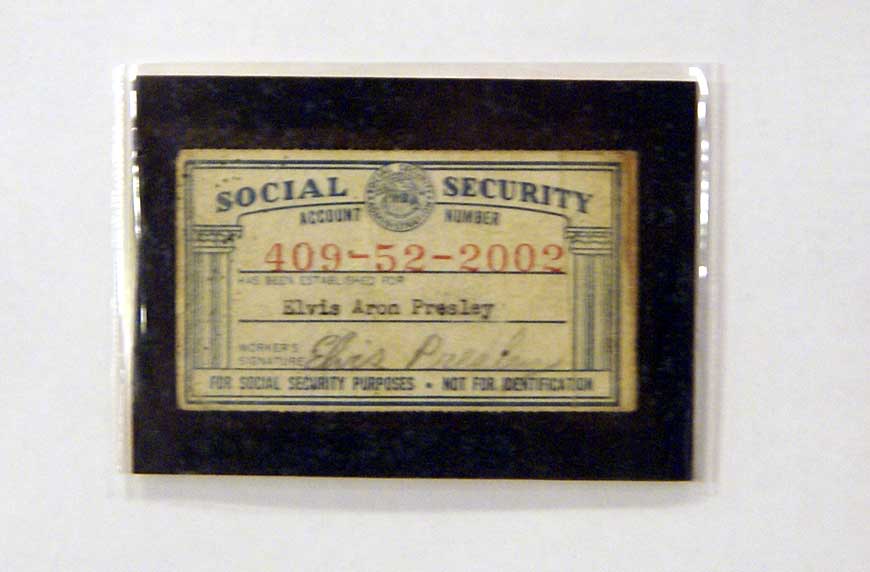 SOCIAL SECURITY
ACCOUNT NUMBER
409-52-2002
HAS BEEN ESTABLISHED FOR
Elvis Aron Presley
WORKER'S
SIGNATURE Elvis Presley
FOR SOCIAL SECURITY PURPOSES • NOT FOR IDENTIFICATION